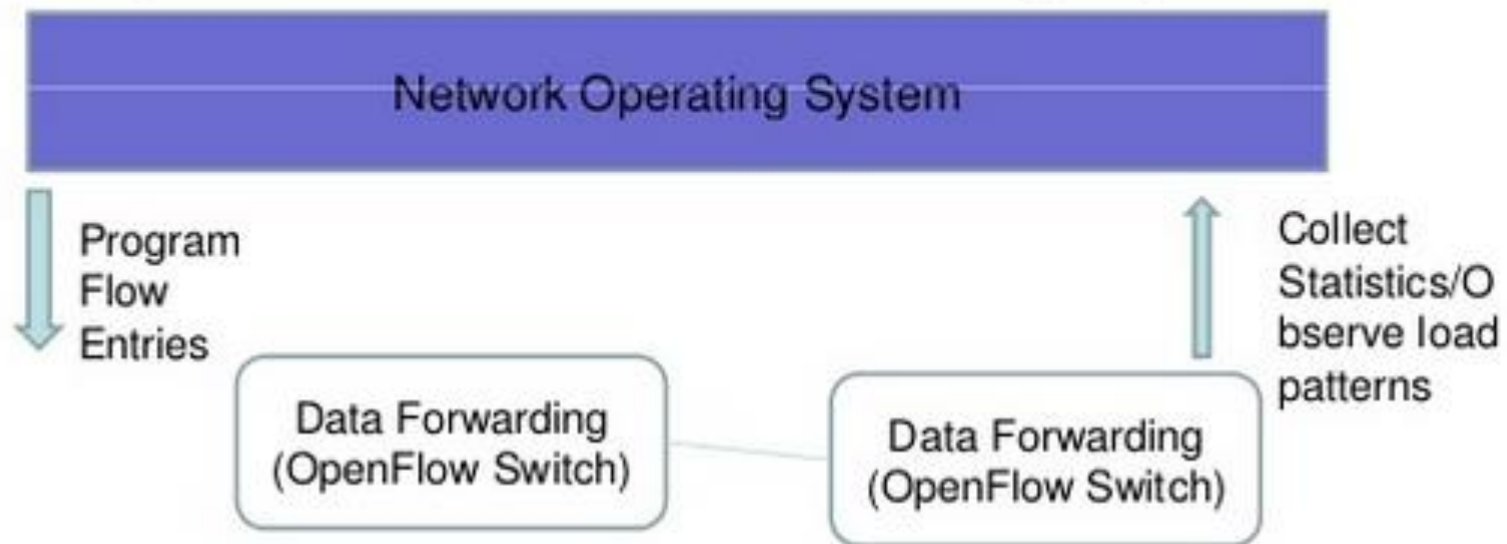 Network Operating System
Program
Flow
Entries
Collect
Statistics/O
bserve load
patterns
Data Forwarding
(OpenFlow Switch)
Data Forwarding
(OpenFlow Switch)